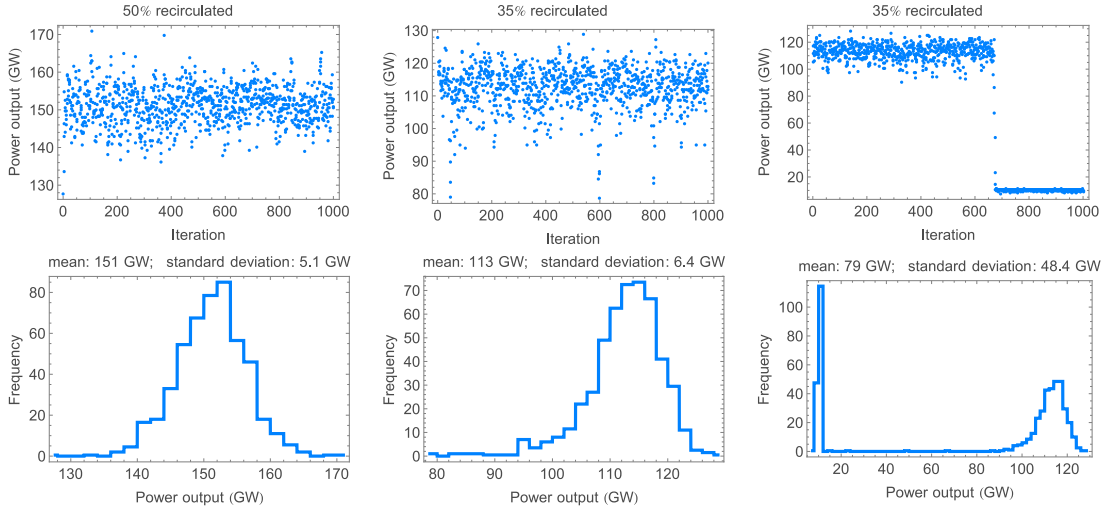 50% recirculated
35% recirculated
35% recirculated
170
160
150
140
130
Power output (GW)
0 200 400 600 800 1000
Iteration
130
120
110
100
90
80
Power output (GW)
0 200 400 600 800 1000
Iteration
120
100
80
60
40
20
Power output (GW)
0 200 400 600 800 1000
Iteration
mean: 151 GW; standard deviation: 5.1 GW
mean: 113 GW; standard deviation: 6.4 GW
mean: 79 GW; standard deviation: 48.4 GW
80
60
40
20
0
Frequency
130 140 150 160 170
Power output (GW)
70
60
50
40
30
20
10
0
Frequency
80 90 100 110 120
Power output (GW)
100
80
60
40
20
0
Frequency
20 40 60 80 100 120
Power output (GW)